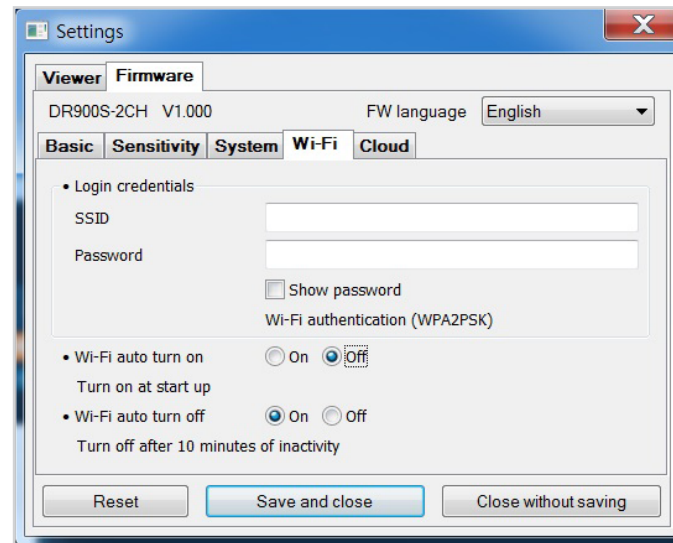 Settings
Viewer Firmware
DR900S-2CH V1.000 FW language English
Basic Sensitivity System Wi-Fi Cloud
• Login credentials
SSID
Password
Show password
Wi-Fi authentication (WPA2PSK)
• Wi-Fi auto turn on On Off
Turn on at start up
• Wi-Fi auto turn off On Off
Turn off after 10 minutes of inactivity
Reset Save and close Close without saving